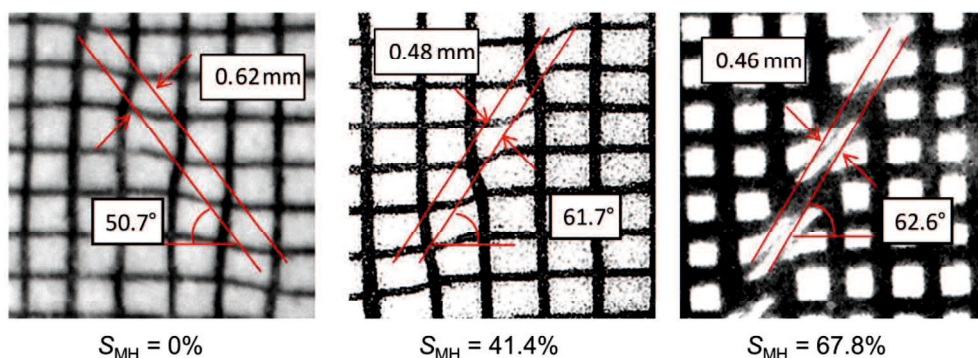 0.62 mm
50.7°
S_MH = 0%
0.48 mm
61.7°
S_MH = 41.4%
0.46 mm
62.6°
S_MH = 67.8%